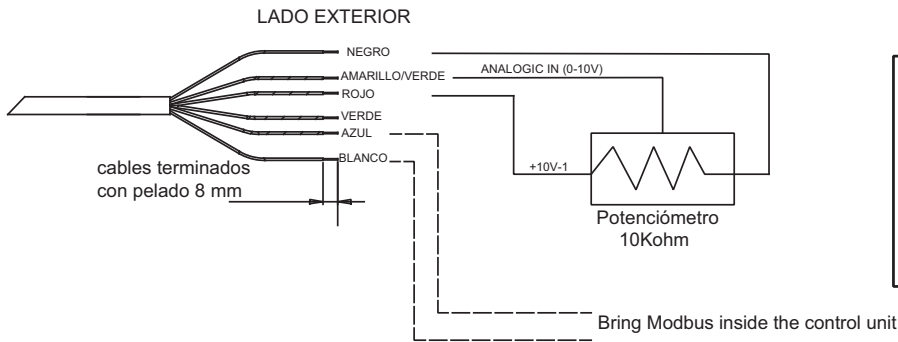 LADO EXTERIOR
NEGRO
AMARILLO/VERDE
ANALOGIC IN (0-10V)
ROJO
VERDE
AZUL
BLANCO
cables terminados
con pelado 8 mm
+10V-1
Potenciómetro
10Kohm
Bring Modbus inside the control unit